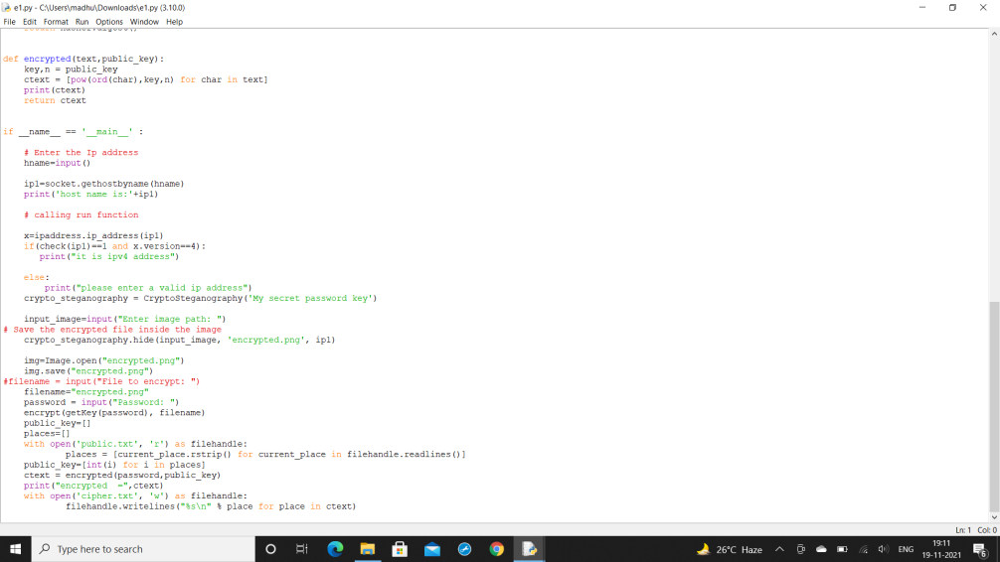 e1.py - C:\Users\madhu\Downloads\e1.py (3.10.0)
File Edit Format Run Options Window Help
def encrypted(text,public_key):
    key,n = public_key
    ctext = [pow(ord(char),key,n) for char in text]
    print(ctext)
    return ctext
if __name__ == '__main__' :
    # Enter the Ip address
    hname=input()
    ip1=socket.gethostbyname(hname)
    print('host name is:'+ip1)
    # calling run function
    x=ipaddress.ip_address(ip1)
    if(check(ip1)==1 and x.version==4):
       print("it is ipv4 address")
    else:
        print("please enter a valid ip address")
    crypto_steganography = CryptoSteganography('My secret password key')
    input_image=input("Enter image path: ")
# Save the encrypted file inside the image
    crypto_steganography.hide(input_image, 'encrypted.png', ip1)
    img=Image.open("encrypted.png")
    img.save("encrypted.png")
#filename = input("File to encrypt: ")
    filename="encrypted.png"
    password = input("Password: ")
    encrypt(getKey(password), filename)
    public_key=[]
    places=[]
    with open('public.txt', 'r') as filehandle:
            places = [current_place.rstrip() for current_place in filehandle.readlines()]
    public_key=[int(i) for i in places]
    ctext = encrypted(password,public_key)
    print("encrypted  =",ctext)
    with open('cipher.txt', 'w') as filehandle:
            filehandle.writelines("%s\n" % place for place in ctext)
Ln: 1 Col: 0
Type here to search
26°C Haze
ENG
19:11
19-11-2021
6